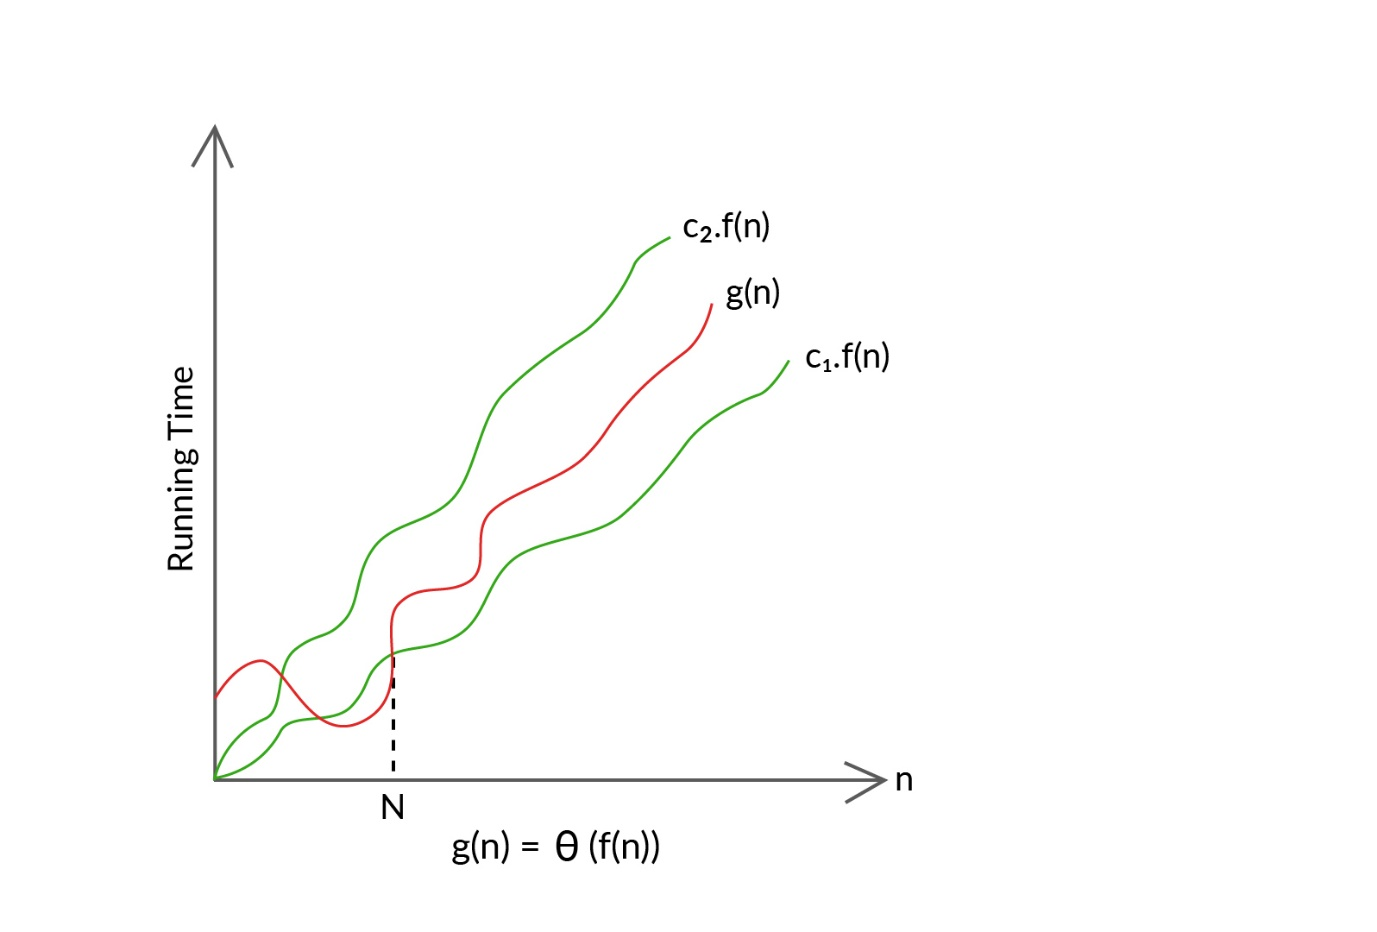 c₂.f(n)
g(n)
c₁.f(n)
Running Time
n
N
g(n) = θ (f(n))